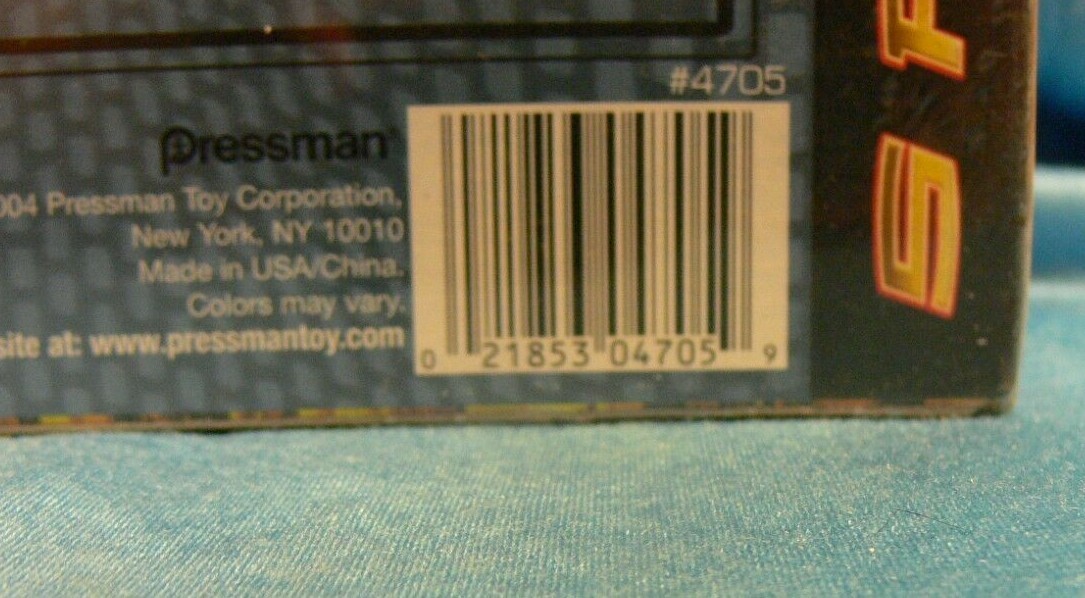 #4705
Pressman
004 Pressman Toy Corporation,
New York, NY 10010
Made in USA/China.
Colors may vary.
site at: www.pressmantoy.com
0 21853 04705 9
S